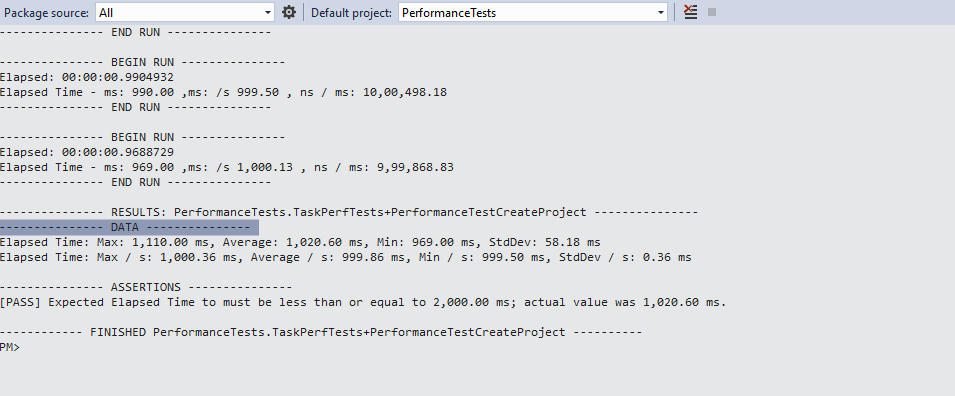 Package source: All Default project: PerformanceTests
--------------- END RUN ---------------
--------------- BEGIN RUN ---------------
Elapsed: 00:00:00.9904932
Elapsed Time - ms: 990.00 ,ms: /s 999.50 , ns / ms: 10,00,498.18
--------------- END RUN ---------------
--------------- BEGIN RUN ---------------
Elapsed: 00:00:00.9688729
Elapsed Time - ms: 969.00 ,ms: /s 1,000.13 , ns / ms: 9,99,868.83
--------------- END RUN ---------------
--------------- RESULTS: PerformanceTests.TaskPerfTests+PerformanceTestCreateProject ---------------
--------------- DATA ---------------
Elapsed Time: Max: 1,110.00 ms, Average: 1,020.60 ms, Min: 969.00 ms, StdDev: 58.18 ms
Elapsed Time: Max / s: 1,000.36 ms, Average / s: 999.86 ms, Min / s: 999.50 ms, StdDev / s: 0.36 ms
--------------- ASSERTIONS ---------------
[PASS] Expected Elapsed Time to must be less than or equal to 2,000.00 ms; actual value was 1,020.60 ms.
------------ FINISHED PerformanceTests.TaskPerfTests+PerformanceTestCreateProject ----------
PM>